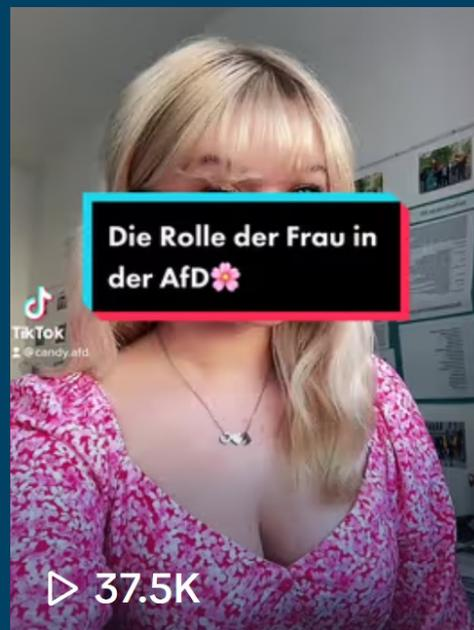 Die Rolle der Frau in
der AfD🌸
TikTok
@candy.afd
37.5K